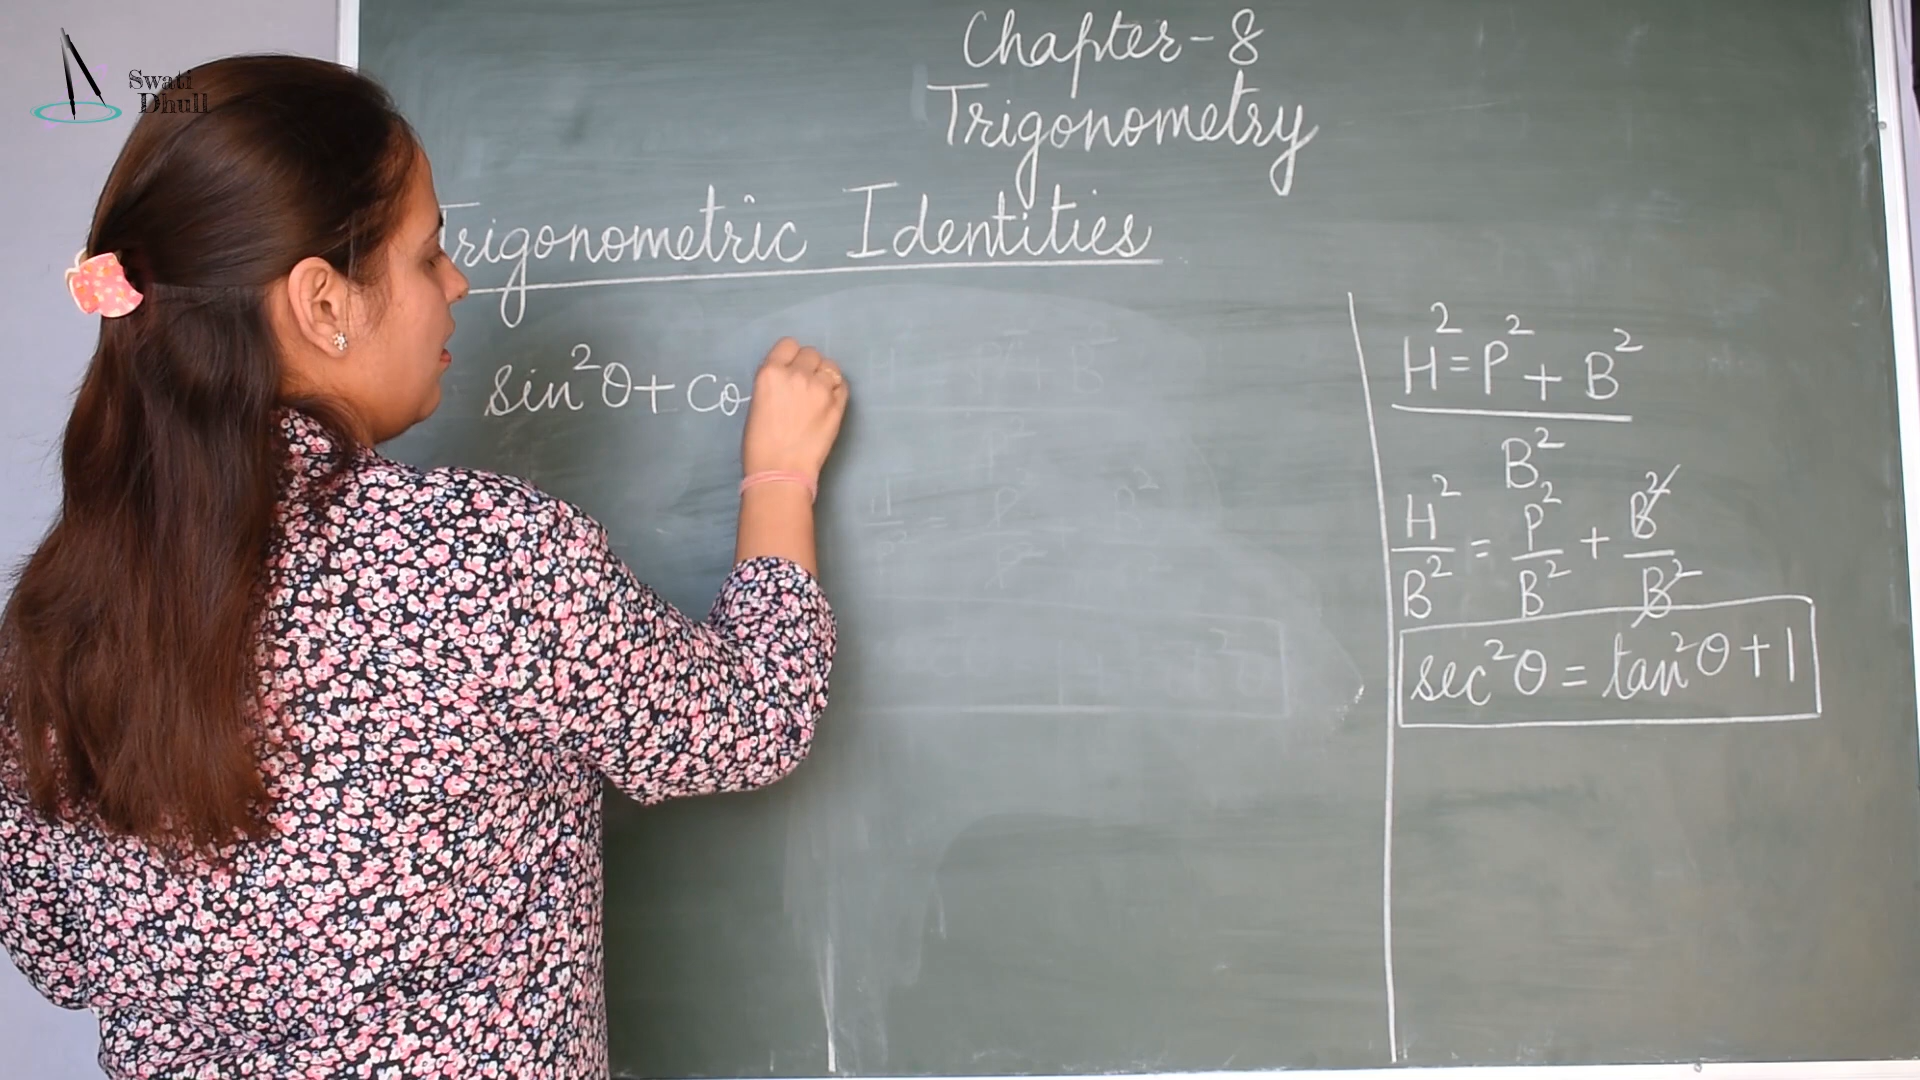 Swati
Dhull
Chapter-8
Trigonometry
Trigonometric Identities
sin²θ+co
H²=P²+B²
B²
H²/B² = P²/B² + B²/B²
sec²θ = tan²θ+1